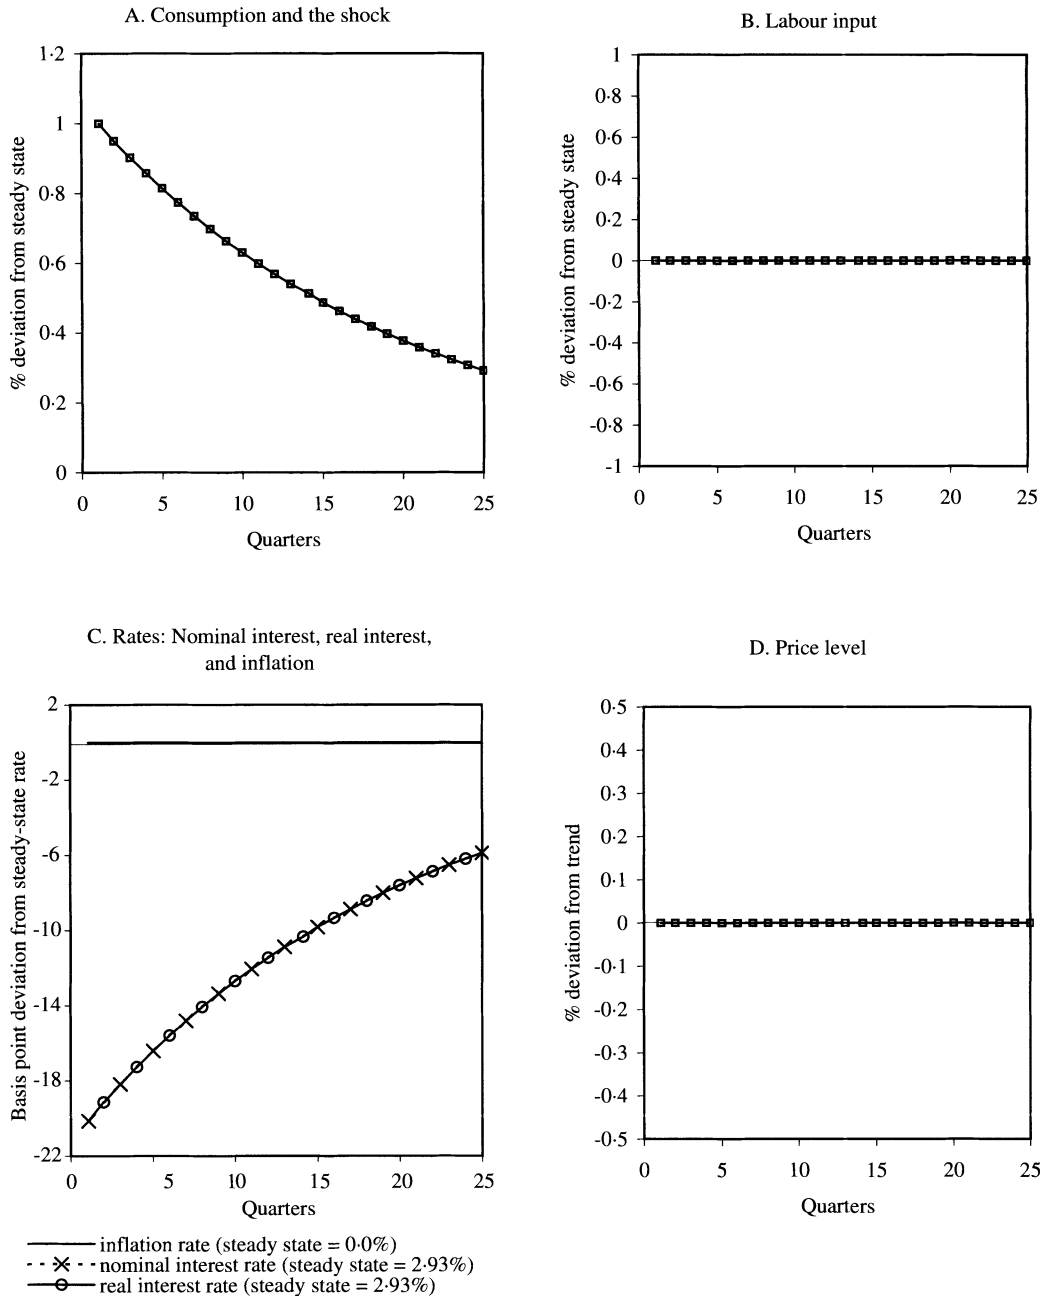 A. Consumption and the shock
% deviation from steady state
1·2
1
0·8
0·6
0·4
0·2
0
0 5 10 15 20 25
Quarters
B. Labour input
% deviation from steady state
1
0·8
0·6
0·4
0·2
0
-0·2
-0·4
-0·6
-0·8
-1
0 5 10 15 20 25
Quarters
C. Rates: Nominal interest, real interest,
and inflation
Basis point deviation from steady-state rate
2
-2
-6
-10
-14
-18
-22
0 5 10 15 20 25
Quarters
inflation rate (steady state = 0·0%)
nominal interest rate (steady state = 2·93%)
real interest rate (steady state = 2·93%)
D. Price level
% deviation from trend
0·5
0·4
0·3
0·2
0·1
0
-0·1
-0·2
-0·3
-0·4
-0·5
0 5 10 15 20 25
Quarters